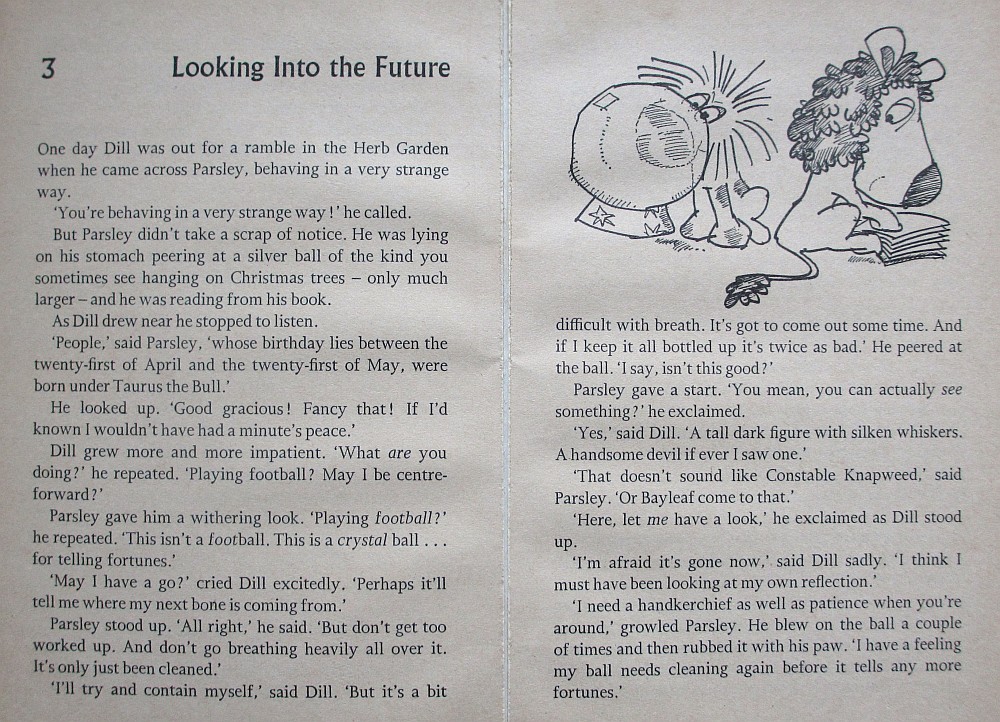 3 Looking Into the Future
One day Dill was out for a ramble in the Herb Garden
when he came across Parsley, behaving in a very strange
way.
'You're behaving in a very strange way!' he called.
But Parsley didn't take a scrap of notice. He was lying
on his stomach peering at a silver ball of the kind you
sometimes see hanging on Christmas trees – only much
larger – and he was reading from his book.
As Dill drew near he stopped to listen.
'People,' said Parsley, 'whose birthday lies between the
twenty-first of April and the twenty-first of May, were
born under Taurus the Bull.'
He looked up. 'Good gracious! Fancy that! If I'd
known I wouldn't have had a minute's peace.'
Dill grew more and more impatient. 'What are you
doing?' he repeated. 'Playing football? May I be centre-
forward?'
Parsley gave him a withering look. 'Playing football?'
he repeated. 'This isn't a football. This is a crystal ball . . .
for telling fortunes.'
'May I have a go?' cried Dill excitedly. 'Perhaps it'll
tell me where my next bone is coming from.'
Parsley stood up. 'All right,' he said. 'But don't get too
worked up. And don't go breathing heavily all over it.
It's only just been cleaned.'
'I'll try and contain myself,' said Dill. 'But it's a bit
difficult with breath. It's got to come out some time. And
if I keep it all bottled up it's twice as bad.' He peered at
the ball. 'I say, isn't this good?'
Parsley gave a start. 'You mean, you can actually see
something?' he exclaimed.
'Yes,' said Dill. 'A tall dark figure with silken whiskers.
A handsome devil if ever I saw one.'
'That doesn't sound like Constable Knapweed,' said
Parsley. 'Or Bayleaf come to that.'
'Here, let me have a look,' he exclaimed as Dill stood
up.
'I'm afraid it's gone now,' said Dill sadly. 'I think I
must have been looking at my own reflection.'
'I need a handkerchief as well as patience when you're
around,' growled Parsley. He blew on the ball a couple
of times and then rubbed it with his paw. 'I have a feeling
my ball needs cleaning again before it tells any more
fortunes.'